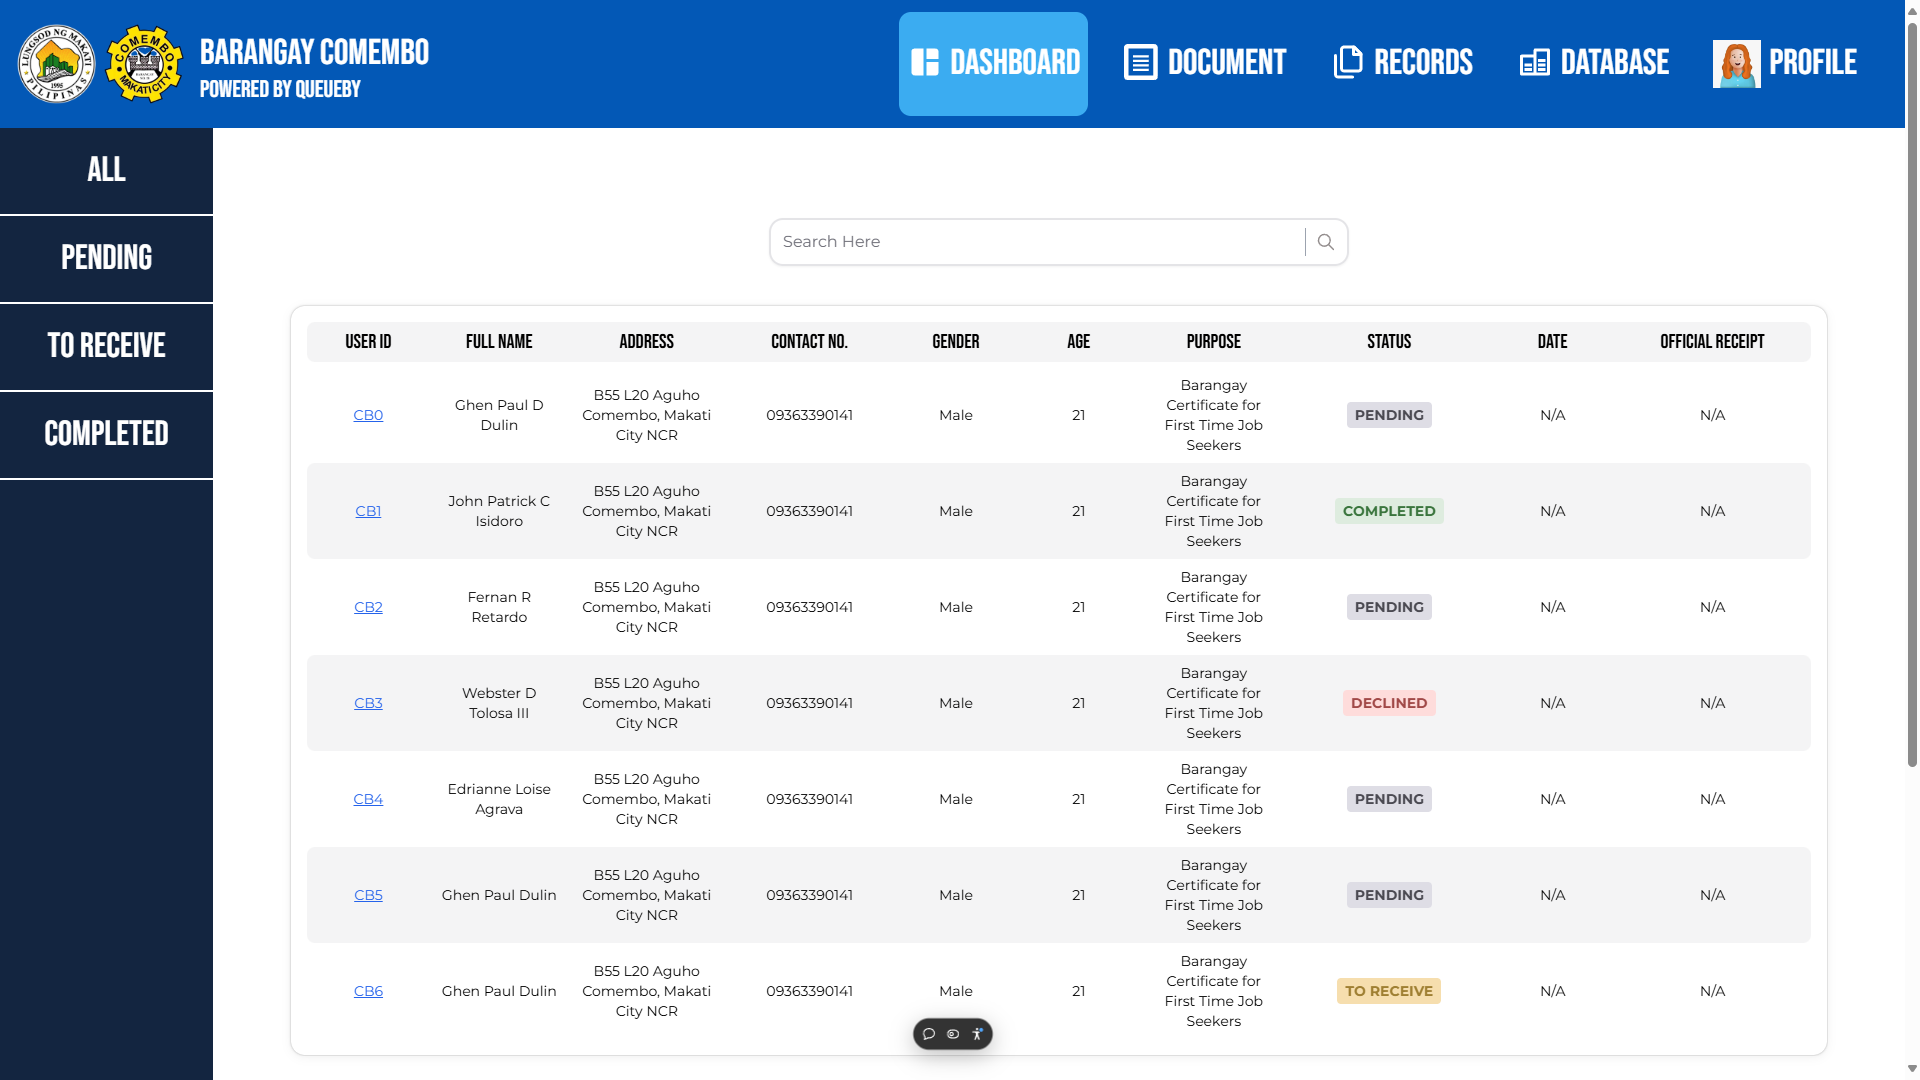 LUNGSOD NG MAKATI
PILIPINAS
1995
COMEMBO
MAKATI CITY
BARANGAY COMEMBO
POWERED BY QUEUEBY
DASHBOARD
DOCUMENT
RECORDS
DATABASE
PROFILE
ALL
PENDING
TO RECEIVE
COMPLETED
Search Here
USER ID FULL NAME ADDRESS CONTACT NO. GENDER AGE PURPOSE STATUS DATE OFFICIAL RECEIPT
CB0
Ghen Paul D
Dulin
B55 L20 Aguho
Comembo, Makati
City NCR
09363390141
Male
21
Barangay
Certificate for
First Time Job
Seekers
PENDING
N/A
N/A
CB1
John Patrick C
Isidoro
B55 L20 Aguho
Comembo, Makati
City NCR
09363390141
Male
21
Barangay
Certificate for
First Time Job
Seekers
COMPLETED
N/A
N/A
CB2
Fernan R
Retardo
B55 L20 Aguho
Comembo, Makati
City NCR
09363390141
Male
21
Barangay
Certificate for
First Time Job
Seekers
PENDING
N/A
N/A
CB3
Webster D
Tolosa III
B55 L20 Aguho
Comembo, Makati
City NCR
09363390141
Male
21
Barangay
Certificate for
First Time Job
Seekers
DECLINED
N/A
N/A
CB4
Edrianne Loise
Agrava
B55 L20 Aguho
Comembo, Makati
City NCR
09363390141
Male
21
Barangay
Certificate for
First Time Job
Seekers
PENDING
N/A
N/A
CB5
Ghen Paul Dulin
B55 L20 Aguho
Comembo, Makati
City NCR
09363390141
Male
21
Barangay
Certificate for
First Time Job
Seekers
PENDING
N/A
N/A
CB6
Ghen Paul Dulin
B55 L20 Aguho
Comembo, Makati
City NCR
09363390141
Male
21
Barangay
Certificate for
First Time Job
Seekers
TO RECEIVE
N/A
N/A